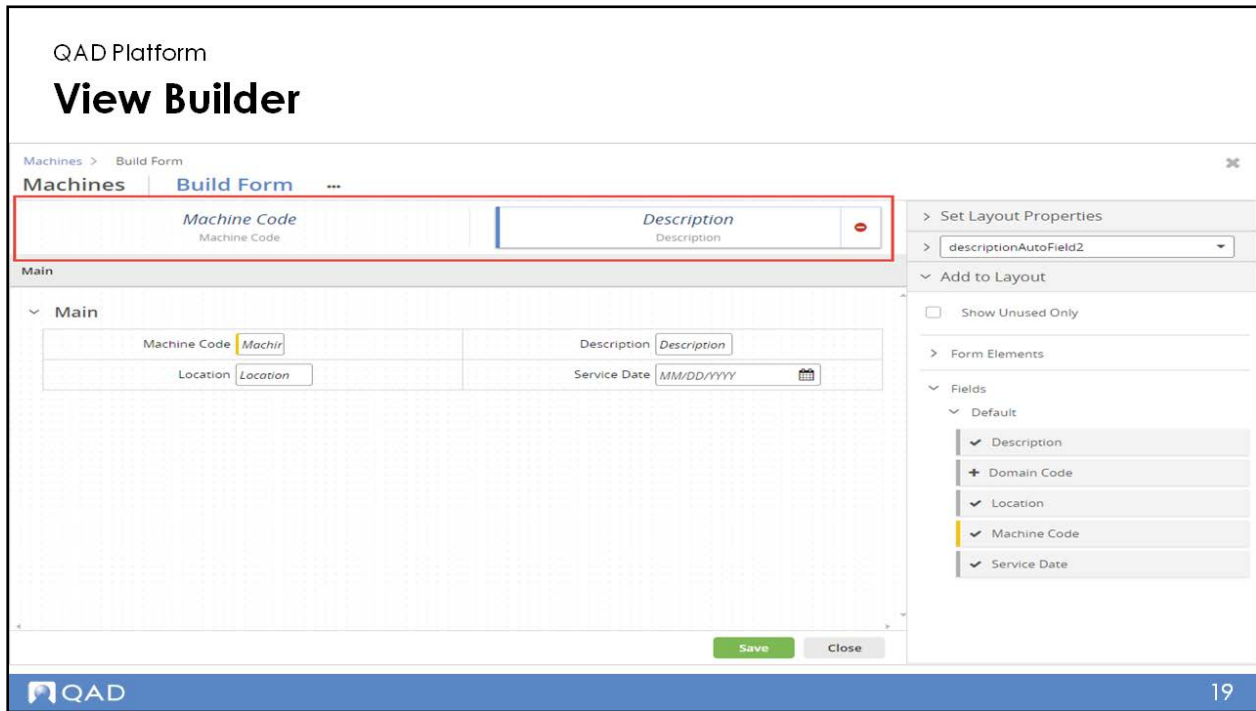 QAD Platform
View Builder
Machines > Build Form
Machines | Build Form ...
Machine Code
Machine Code
Description
Description
Main
Main
Machine Code Machir
Description Description
Location Location
Service Date MM/DD/YYYY
Save
Close
> Set Layout Properties
> descriptionAutoField2
Add to Layout
Show Unused Only
> Form Elements
Fields
Default
Description
+ Domain Code
Location
Machine Code
Service Date
QAD
19